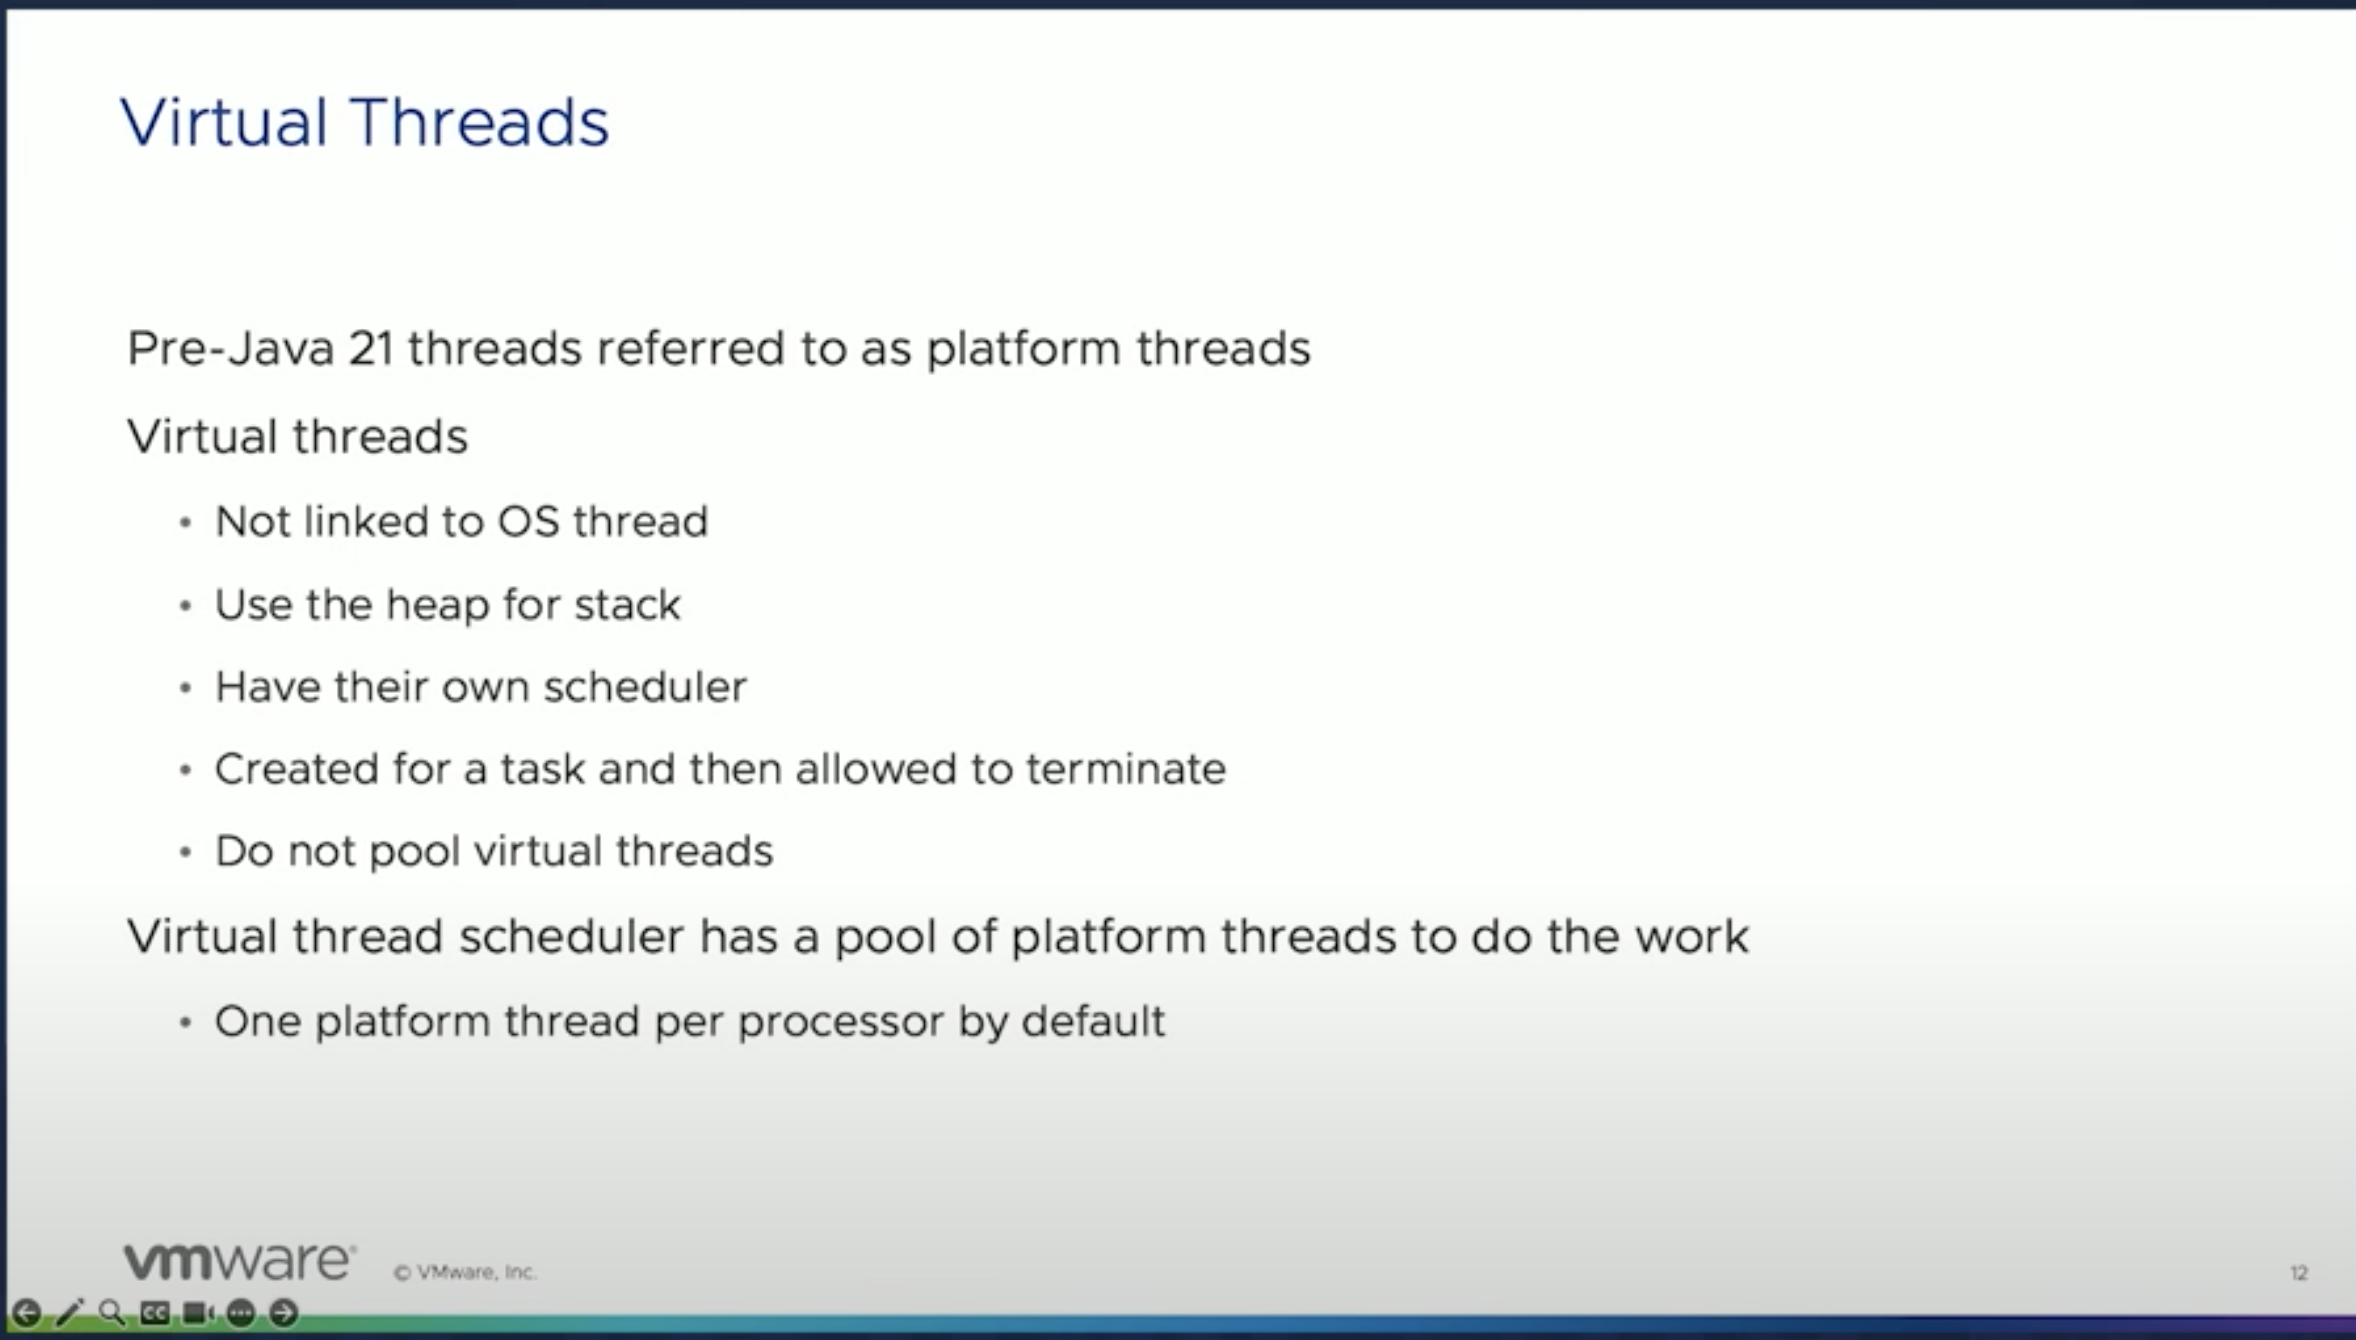 Virtual Threads
Pre-Java 21 threads referred to as platform threads
Virtual threads
• Not linked to OS thread
• Use the heap for stack
• Have their own scheduler
• Created for a task and then allowed to terminate
• Do not pool virtual threads
Virtual thread scheduler has a pool of platform threads to do the work
• One platform thread per processor by default
vmware® © VMware, Inc. 12
CC